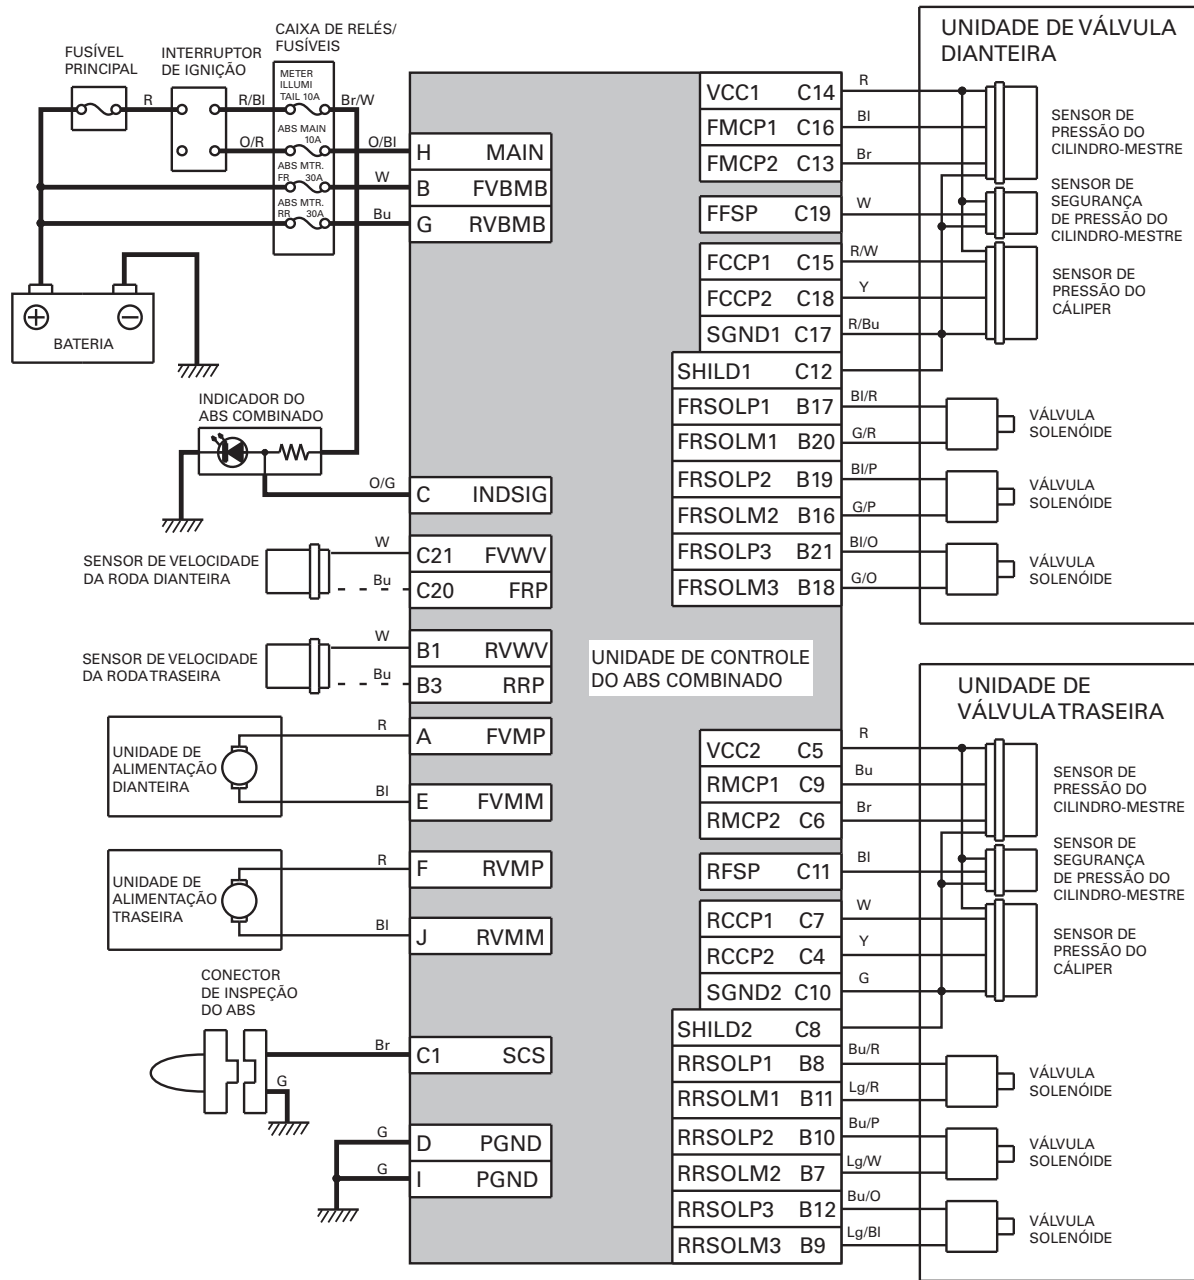 UNIDADE DE VÁLVULA
DIANTEIRA
CAIXA DE RELÉS/
FUSÍVEIS
FUSÍVEL
PRINCIPAL
INTERRUPTOR
DE IGNIÇÃO
METER
ILLUMI
TAIL 10A
R
R/Bl
Br/W
ABS MAIN
10A
O/R
O/Bl
ABS MTR.
FR 30A
W
ABS MTR.
RR 30A
Bu
H MAIN
B FVBMB
G RVBMB
BATERIA
INDICADOR DO
ABS COMBINADO
O/G
C INDSIG
SENSOR DE VELOCIDADE
DA RODA DIANTEIRA
W
Bu
C21 FVWV
C20 FRP
SENSOR DE VELOCIDADE
DA RODA TRASEIRA
W
Bu
B1 RVWV
B3 RRP
UNIDADE DE
ALIMENTAÇÃO
DIANTEIRA
R
Bl
A FVMP
E FVMM
UNIDADE DE
ALIMENTAÇÃO
TRASEIRA
R
Bl
F RVMP
J RVMM
CONECTOR
DE INSPEÇÃO
DO ABS
Br
G
C1 SCS
G
G
D PGND
I PGND
UNIDADE DE CONTROLE
DO ABS COMBINADO
VCC1 C14 R
FMCP1 C16 Bl
FMCP2 C13 Br
FFSP C19 W
FCCP1 C15 R/W
FCCP2 C18 Y
SGND1 C17 R/Bu
SHILD1 C12
FRSOLP1 B17 Bl/R
FRSOLM1 B20 G/R
FRSOLP2 B19 Bl/P
FRSOLM2 B16 G/P
FRSOLP3 B21 Bl/O
FRSOLM3 B18 G/O
SENSOR DE
PRESSÃO DO
CILINDRO-MESTRE
SENSOR DE
SEGURANÇA
DE PRESSÃO DO
CILINDRO-MESTRE
SENSOR DE
PRESSÃO DO
CÁLIPER
VÁLVULA
SOLENÓIDE
VÁLVULA
SOLENÓIDE
VÁLVULA
SOLENÓIDE
UNIDADE DE
VÁLVULA TRASEIRA
VCC2 C5 R
RMCP1 C9 Bu
RMCP2 C6 Br
RFSP C11 Bl
RCCP1 C7 W
RCCP2 C4 Y
SGND2 C10 G
SHILD2 C8
RRSOLP1 B8 Bu/R
RRSOLM1 B11 Lg/R
RRSOLP2 B10 Bu/P
RRSOLM2 B7 Lg/W
RRSOLP3 B12 Bu/O
RRSOLM3 B9 Lg/Bl
SENSOR DE
PRESSÃO DO
CILINDRO-MESTRE
SENSOR DE
SEGURANÇA
DE PRESSÃO DO
CILINDRO-MESTRE
SENSOR DE
PRESSÃO DO
CÁLIPER
VÁLVULA
SOLENÓIDE
VÁLVULA
SOLENÓIDE
VÁLVULA
SOLENÓIDE